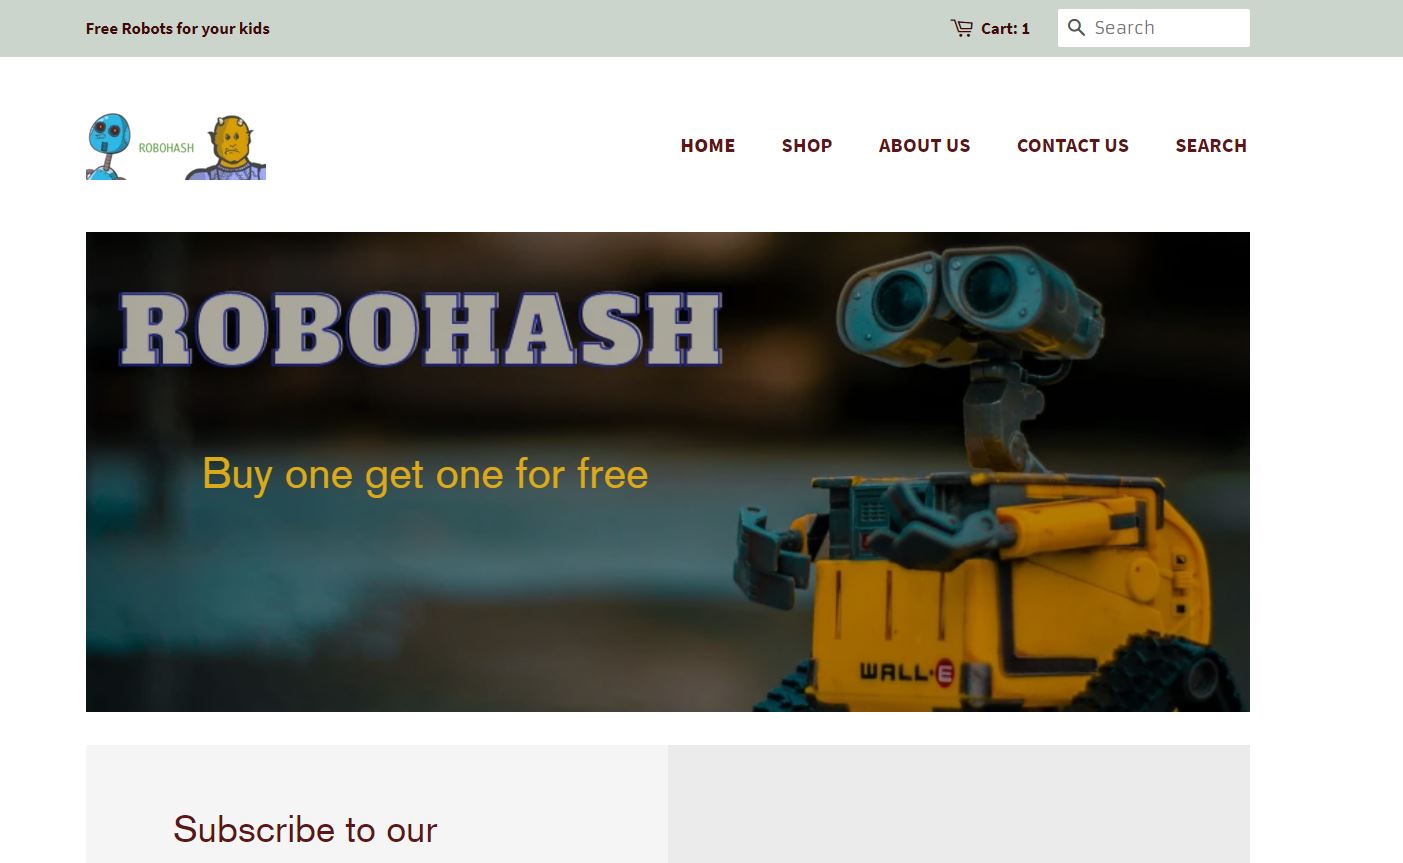 Free Robots for your kids
Cart: 1
Search
ROBOHASH
HOME SHOP ABOUT US CONTACT US SEARCH
ROBOHASH
Buy one get one for free
WALL·E
Subscribe to our